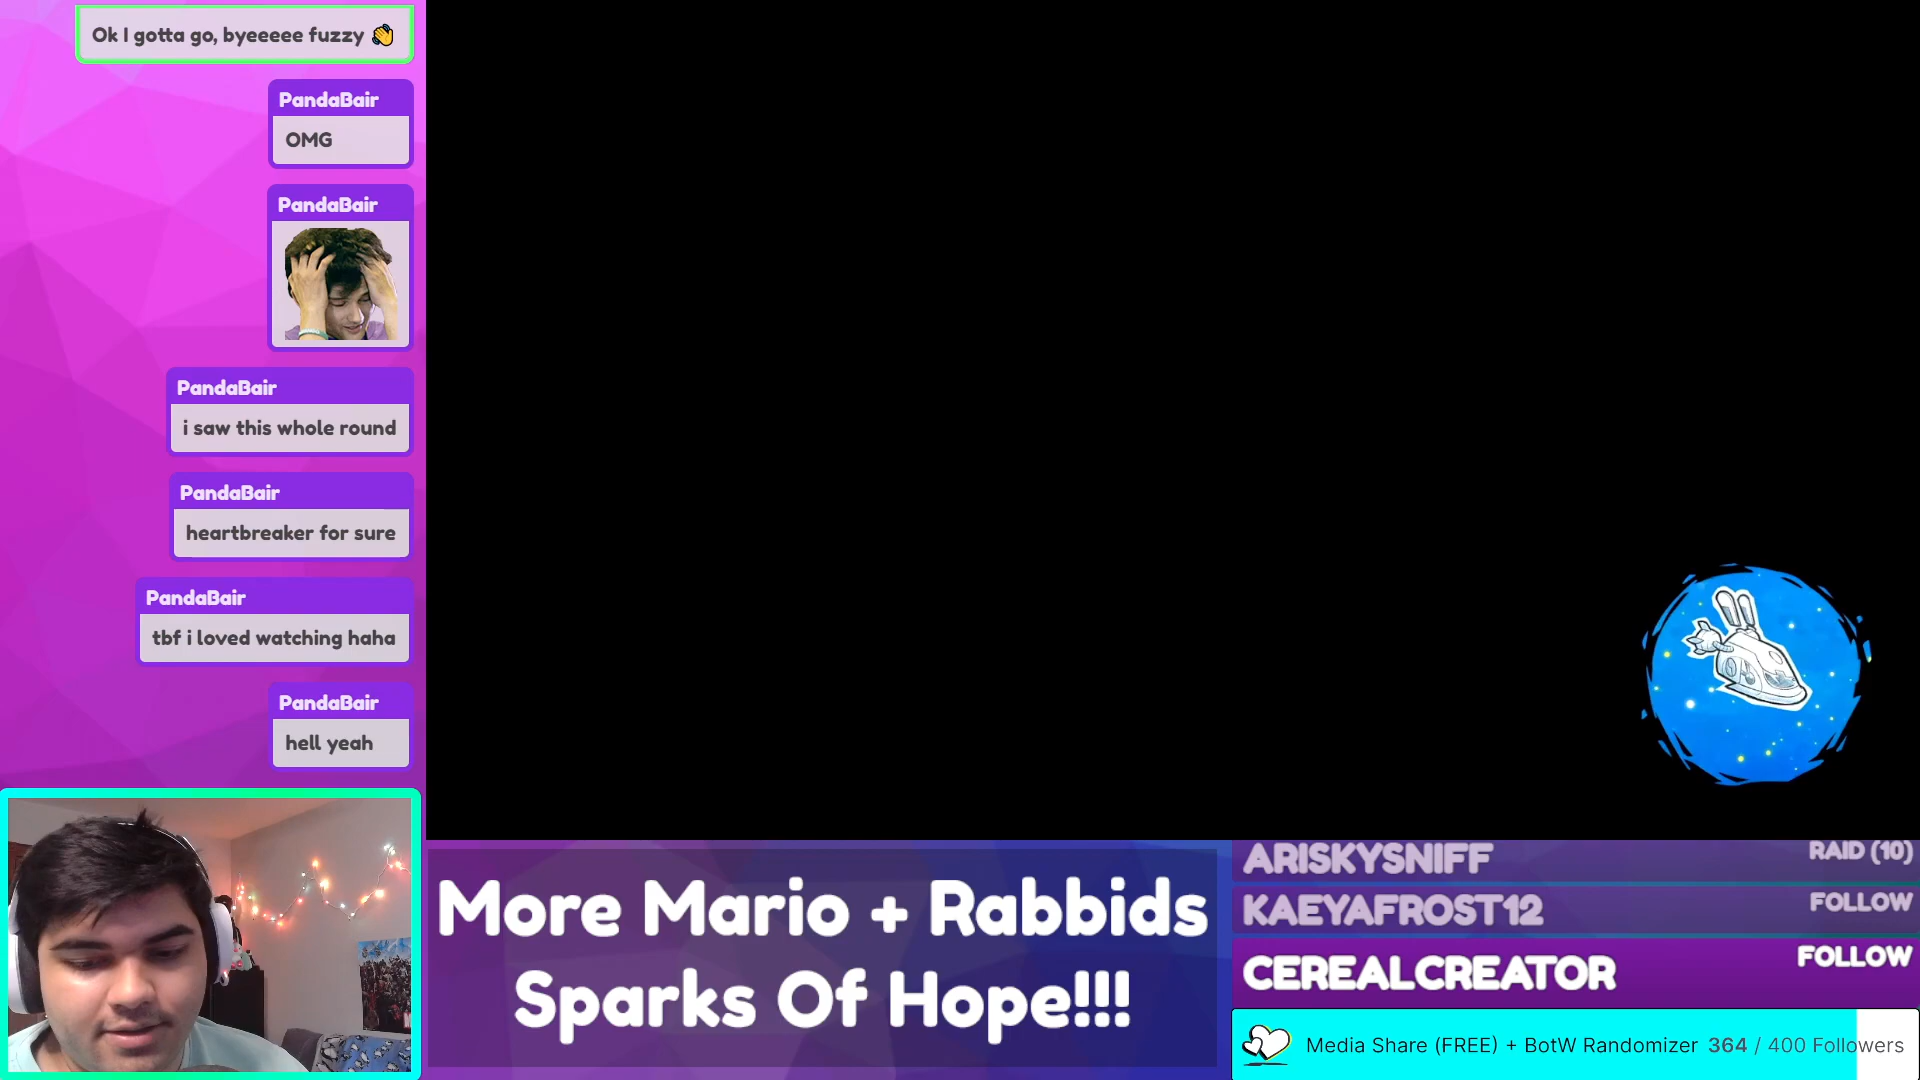 Ok I gotta go, byeeeee fuzzy 👋
PandaBair
OMG
PandaBair
PandaBair
i saw this whole round
PandaBair
heartbreaker for sure
PandaBair
tbf i loved watching haha
PandaBair
hell yeah
More Mario + Rabbids
Sparks Of Hope!!!
ARISKYSNIFF RAID (10)
KAEYAFROST12 FOLLOW
CEREALCREATOR FOLLOW
Media Share (FREE) + BotW Randomizer 364 / 400 Followers